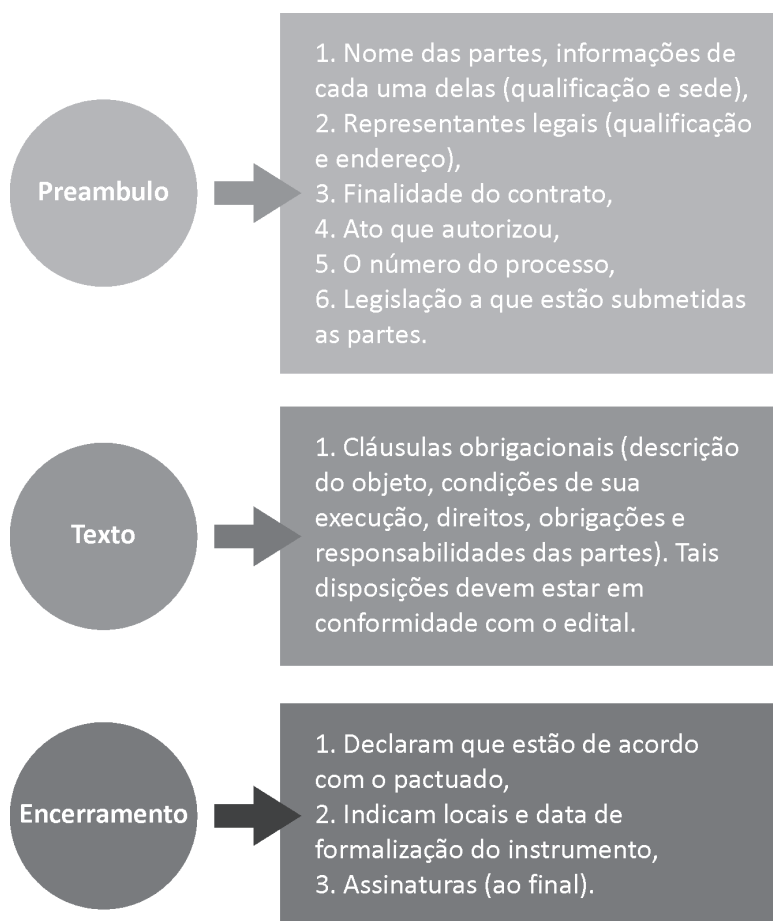 Preambulo
1. Nome das partes, informações de
cada uma delas (qualificação e sede),
2. Representantes legais (qualificação
e endereço),
3. Finalidade do contrato,
4. Ato que autorizou,
5. O número do processo,
6. Legislação a que estão submetidas
as partes.
Texto
1. Cláusulas obrigacionais (descrição
do objeto, condições de sua
execução, direitos, obrigações e
responsabilidades das partes). Tais
disposições devem estar em
conformidade com o edital.
Encerramento
1. Declaram que estão de acordo
com o pactuado,
2. Indicam locais e data de
formalização do instrumento,
3. Assinaturas (ao final).